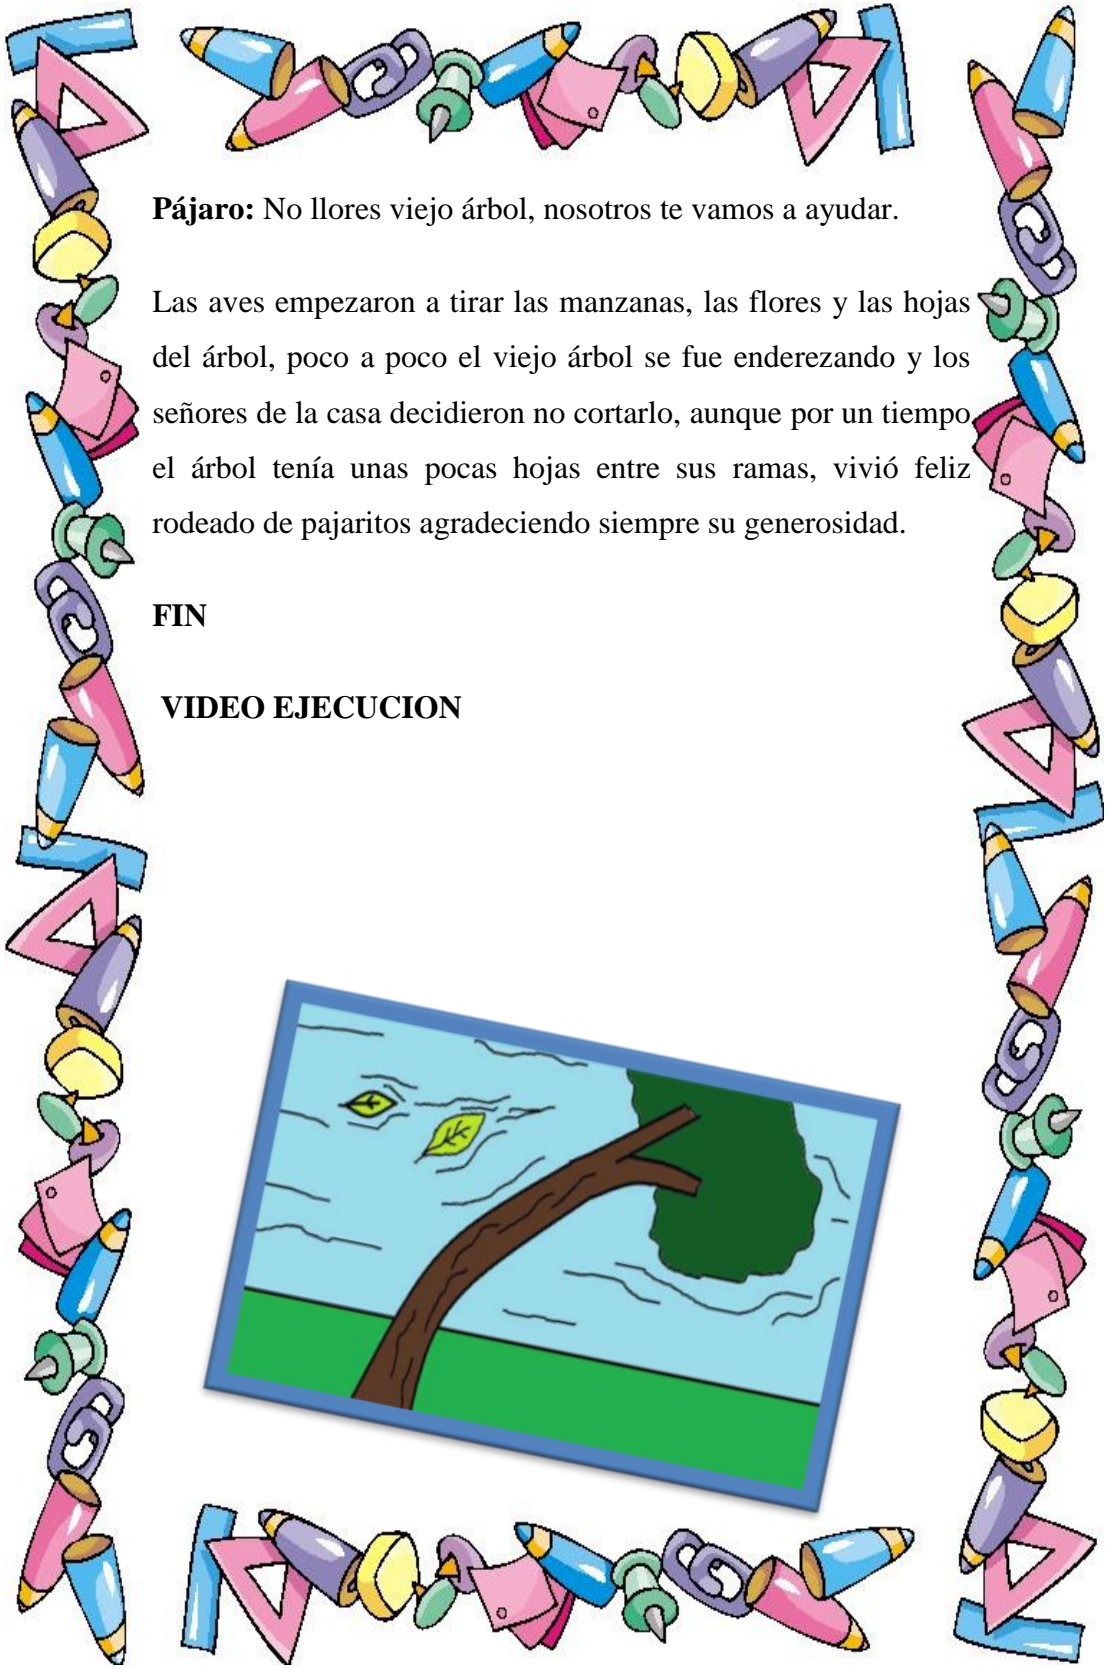 Pájaro: No llores viejo árbol, nosotros te vamos a ayudar.
Las aves empezaron a tirar las manzanas, las flores y las hojas
del árbol, poco a poco el viejo árbol se fue enderezando y los
señores de la casa decidieron no cortarlo, aunque por un tiempo
el árbol tenía unas pocas hojas entre sus ramas, vivió feliz
rodeado de pajaritos agradeciendo siempre su generosidad.
FIN
VIDEO EJECUCION